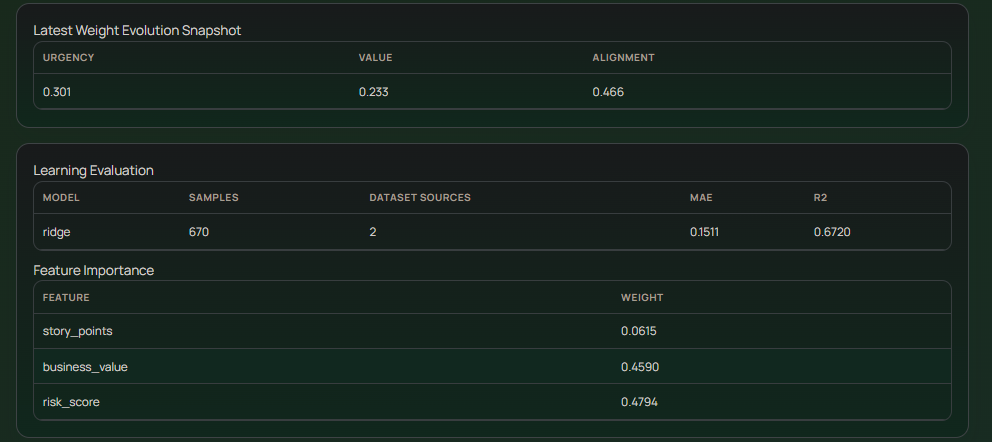 Latest Weight Evolution Snapshot
URGENCY VALUE ALIGNMENT
0.301 0.233 0.466
Learning Evaluation
MODEL SAMPLES DATASET SOURCES MAE R2
ridge 670 2 0.1511 0.6720
Feature Importance
FEATURE WEIGHT
story_points 0.0615
business_value 0.4590
risk_score 0.4794